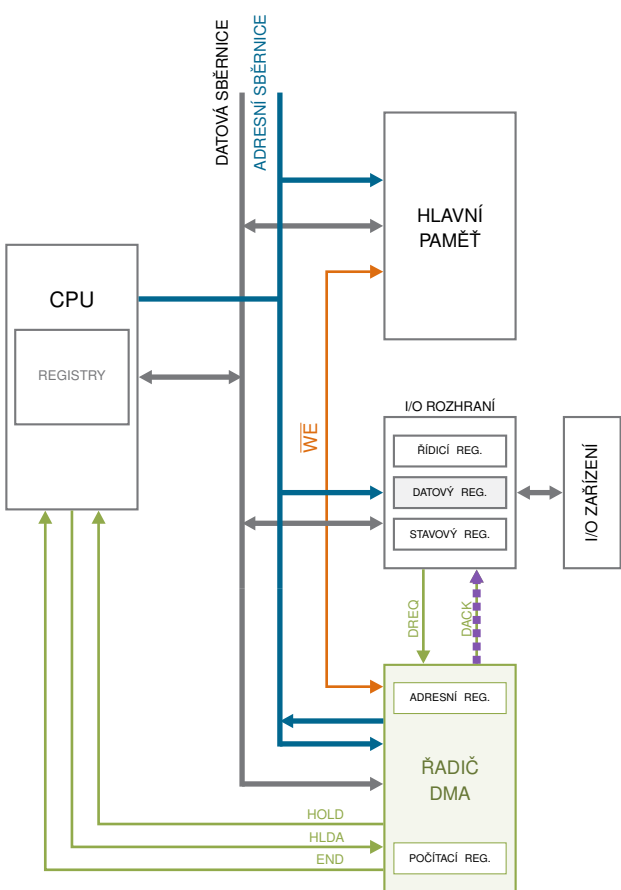 DATOVÁ SBĚRNICE
ADRESNÍ SBĚRNICE
HLAVNÍ
PAMĚŤ
CPU
REGISTRY
WE
I/O ROZHRANÍ
ŘÍDICÍ REG.
DATOVÝ REG.
STAVOVÝ REG.
I/O ZAŘÍZENÍ
DREQ
DACK
ADRESNÍ REG.
ŘADIČ
DMA
HOLD
HLDA
END
POČÍTACÍ REG.